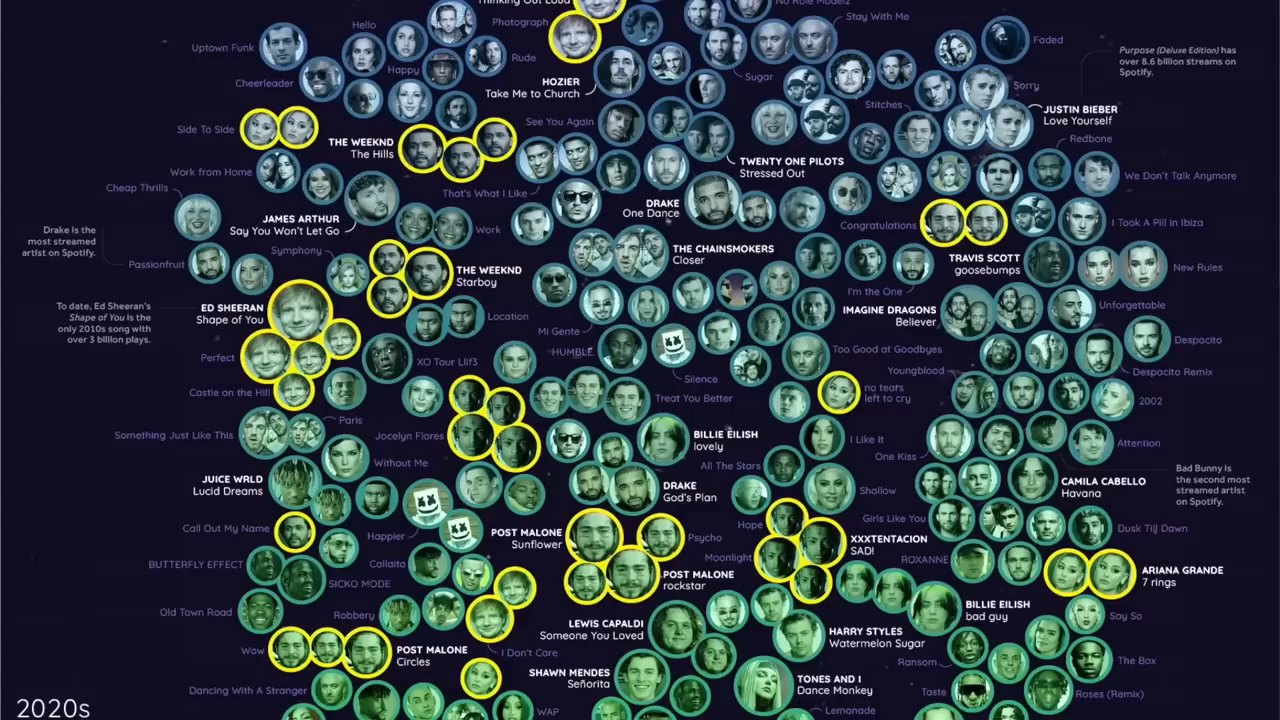 Thinking Out Loud
No Role Modelz
Photograph
Stay With Me
Hello
Uptown Funk
Rude
Faded
Purpose (Deluxe Edition) has
over 8.6 billion streams on
Spotify.
Happy
Sugar
Cheerleader
HOZIER
Take Me to Church
Sorry
Stitches
JUSTIN BIEBER
Love Yourself
Side To Side
See You Again
Redbone
THE WEEKND
The Hills
TWENTY ONE PILOTS
Stressed Out
Work from Home
We Don't Talk Anymore
Cheap Thrills
That's What I Like
DRAKE
One Dance
JAMES ARTHUR
Say You Won't Let Go
Work
Congratulations
I Took A Pill in Ibiza
Drake is the
most streamed
artist on Spotify.
Symphony
THE CHAINSMOKERS
Closer
TRAVIS SCOTT
goosebumps
Passionfruit
THE WEEKND
Starboy
New Rules
I'm the One
To date, Ed Sheeran's
Shape of You is the
only 2010s song with
over 3 billion plays.
ED SHEERAN
Shape of You
Location
Mi Gente
IMAGINE DRAGONS
Believer
Unforgettable
Perfect
XO Tour Llif3
HUMBLE.
Too Good at Goodbyes
Despacito
Silence
Youngblood
Despacito Remix
Castle on the Hill
Treat You Better
no tears
left to cry
2002
Paris
Something Just Like This
Jocelyn Flores
BILLIE EILISH
lovely
I Like It
Attention
Without Me
All The Stars
One Kiss
Bad Bunny is
the second most
streamed artist
on Spotify.
JUICE WRLD
Lucid Dreams
DRAKE
God's Plan
Shallow
CAMILA CABELLO
Havana
Call Out My Name
Happier
POST MALONE
Sunflower
Psycho
Hope
Girls Like You
Dusk Till Dawn
XXXTENTACION
SAD!
BUTTERFLY EFFECT
Callaita
Moonlight
ROXANNE
SICKO MODE
POST MALONE
rockstar
ARIANA GRANDE
7 rings
Old Town Road
Robbery
LEWIS CAPALDI
Someone You Loved
HARRY STYLES
Watermelon Sugar
BILLIE EILISH
bad guy
Say So
Wow
POST MALONE
Circles
I Don't Care
Ransom
The Box
SHAWN MENDES
Señorita
TONES AND I
Dance Monkey
Dancing With A Stranger
Taste
Roses (Remix)
2020s
WAP
Lemonade